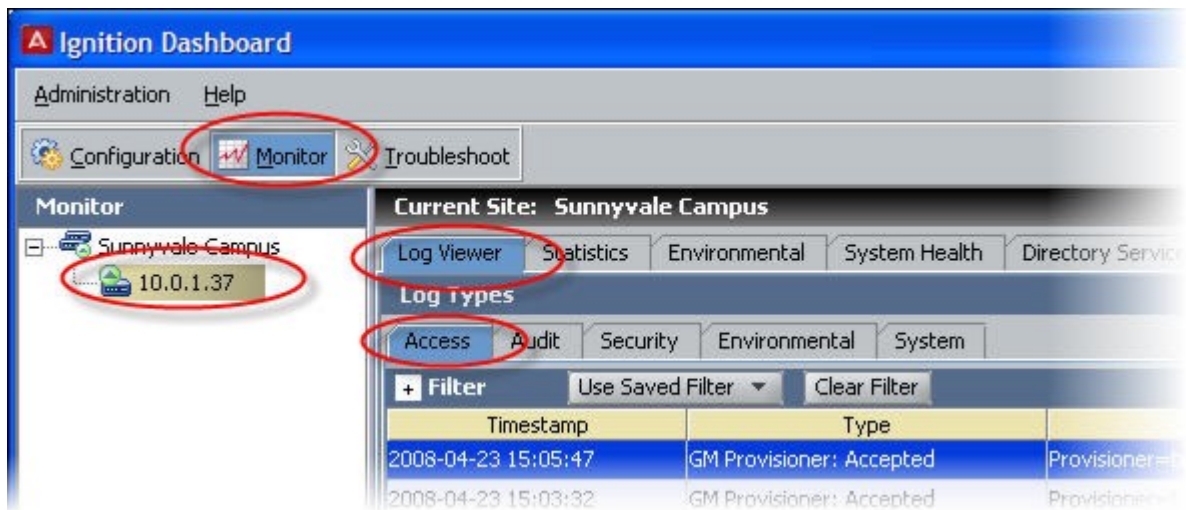 A Ignition Dashboard
Administration Help
Configuration Monitor Troubleshoot
Monitor
Sunnyvale Campus
10.0.1.37
Current Site: Sunnyvale Campus
Log Viewer Statistics Environmental System Health Directory Service
Log Types
Access Audit Security Environmental System
+ Filter Use Saved Filter Clear Filter
Timestamp Type
2008-04-23 15:05:47 GM Provisioner: Accepted Provisioner=
2008-04-23 15:03:32 GM Provisioner: Accepted